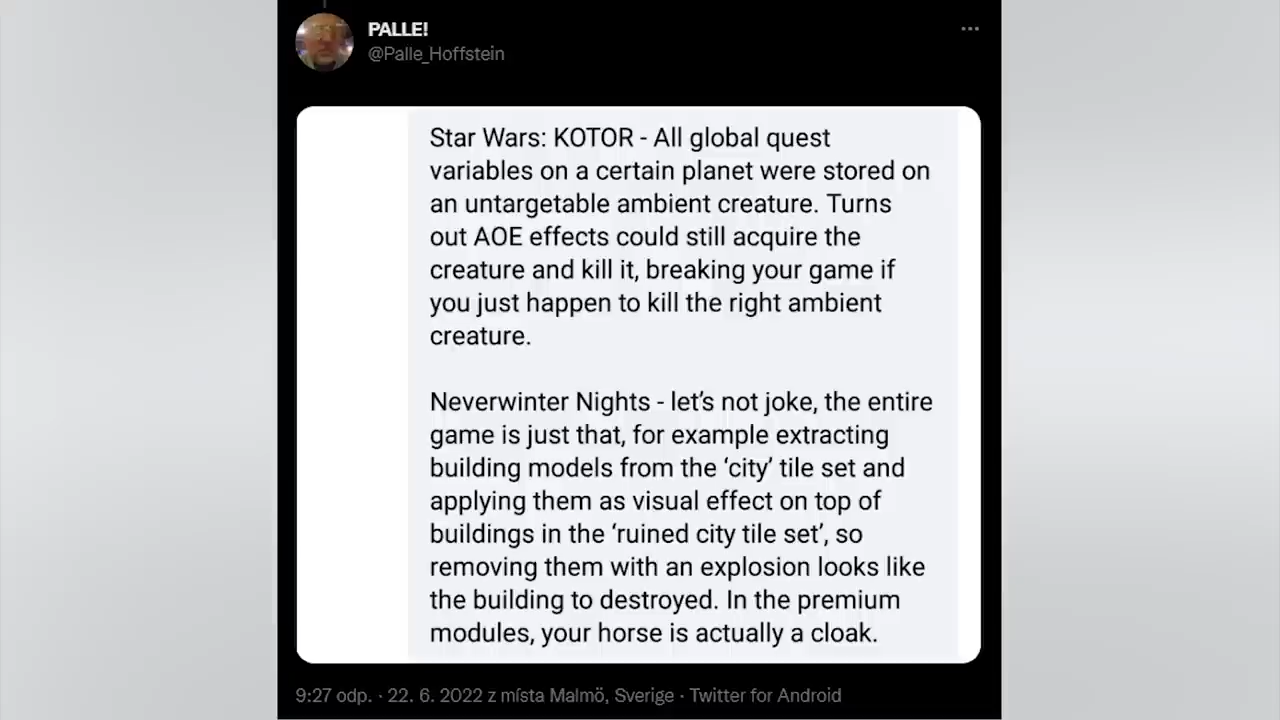 PALLE!
@Palle_Hoffstein
Star Wars: KOTOR - All global quest
variables on a certain planet were stored on
an untargetable ambient creature. Turns
out AOE effects could still acquire the
creature and kill it, breaking your game if
you just happen to kill the right ambient
creature.
Neverwinter Nights - let’s not joke, the entire
game is just that, for example extracting
building models from the ‘city’ tile set and
applying them as visual effect on top of
buildings in the ‘ruined city tile set’, so
removing them with an explosion looks like
the building to destroyed. In the premium
modules, your horse is actually a cloak.
9:27 odp. · 22. 6. 2022 z místa Malmö, Sverige · Twitter for Android